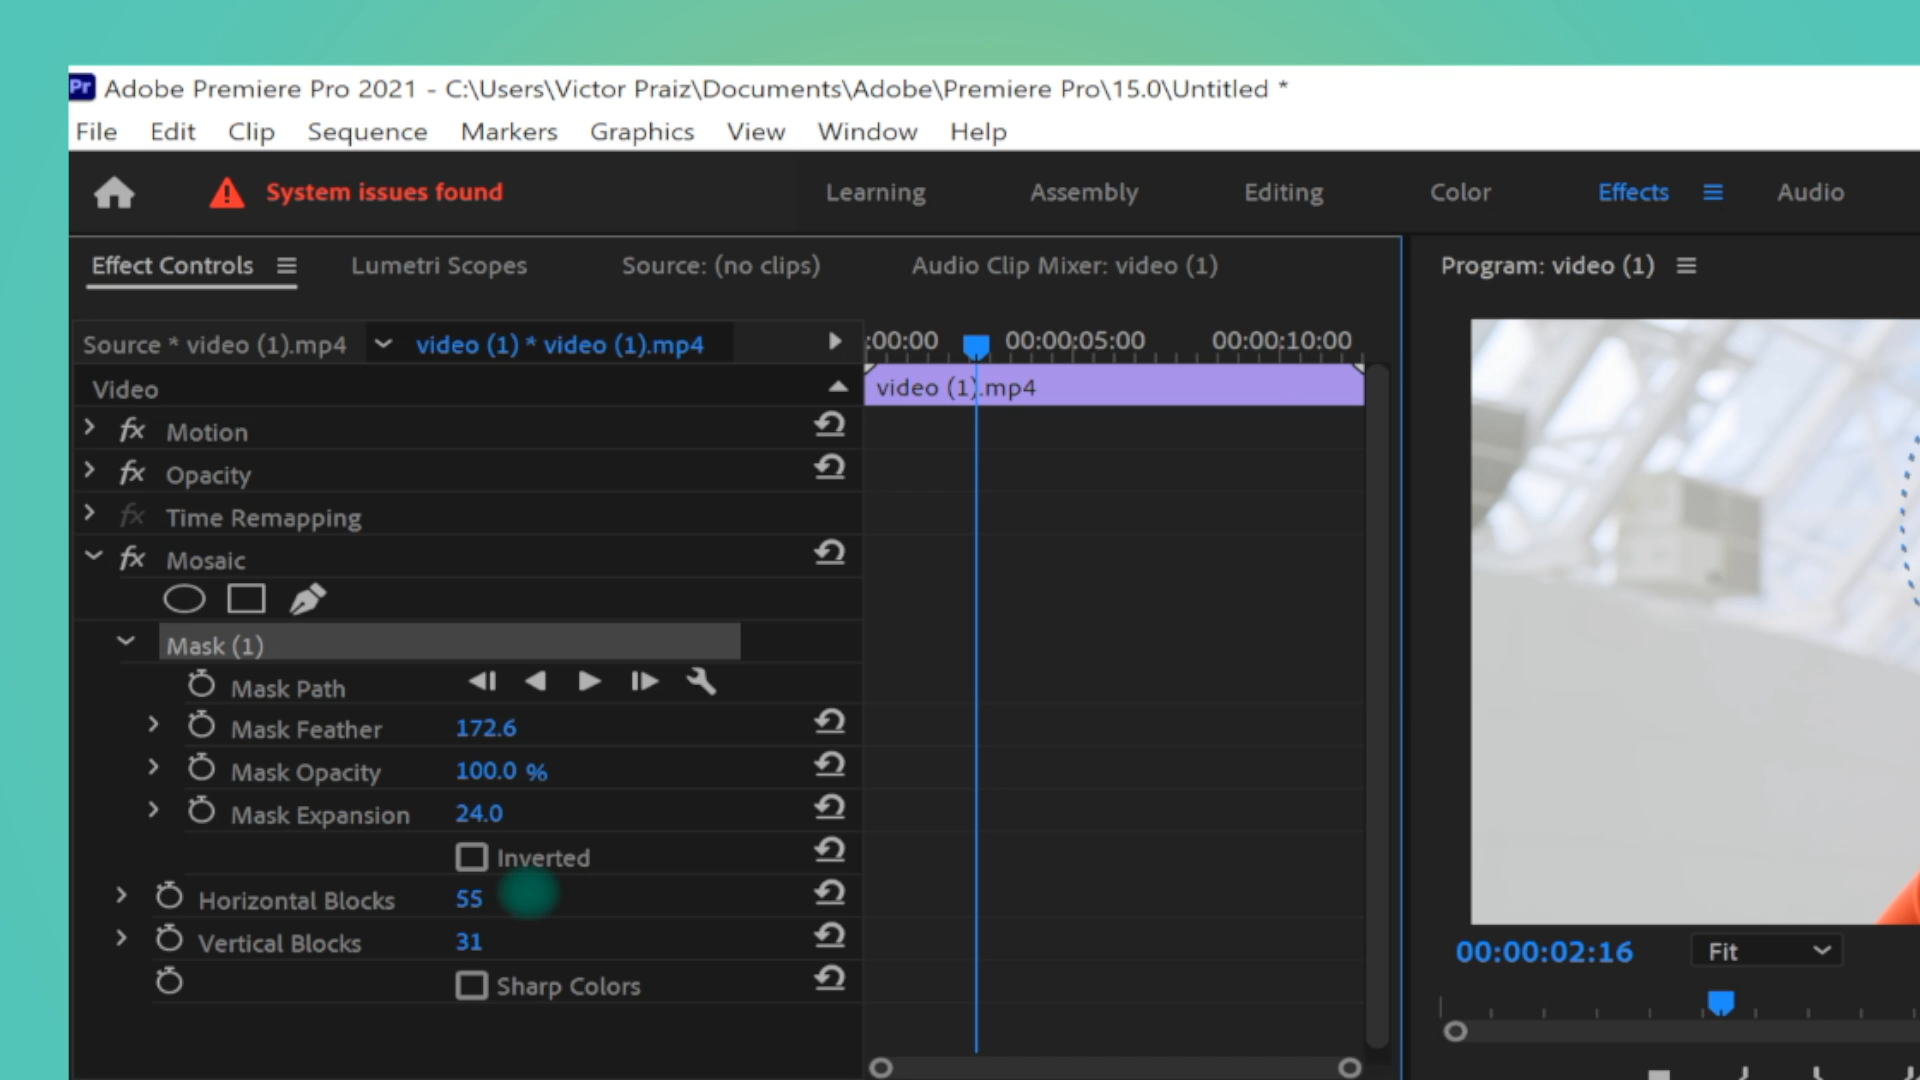 Pr Adobe Premiere Pro 2021 - C:\Users\Victor Praiz\Documents\Adobe\Premiere Pro\15.0\Untitled *
File Edit Clip Sequence Markers Graphics View Window Help
System issues found Learning Assembly Editing Color Effects Audio
Effect Controls Lumetri Scopes Source: (no clips) Audio Clip Mixer: video (1) Program: video (1)
Source * video (1).mp4 video (1) * video (1).mp4 :00:00 00:00:05:00 00:00:10:00
Video video (1).mp4
fx Motion
fx Opacity
fx Time Remapping
fx Mosaic
Mask (1)
Mask Path
Mask Feather 172.6
Mask Opacity 100.0 %
Mask Expansion 24.0
Inverted
Horizontal Blocks 55
Vertical Blocks 31
00:00:02:16 Fit
Sharp Colors